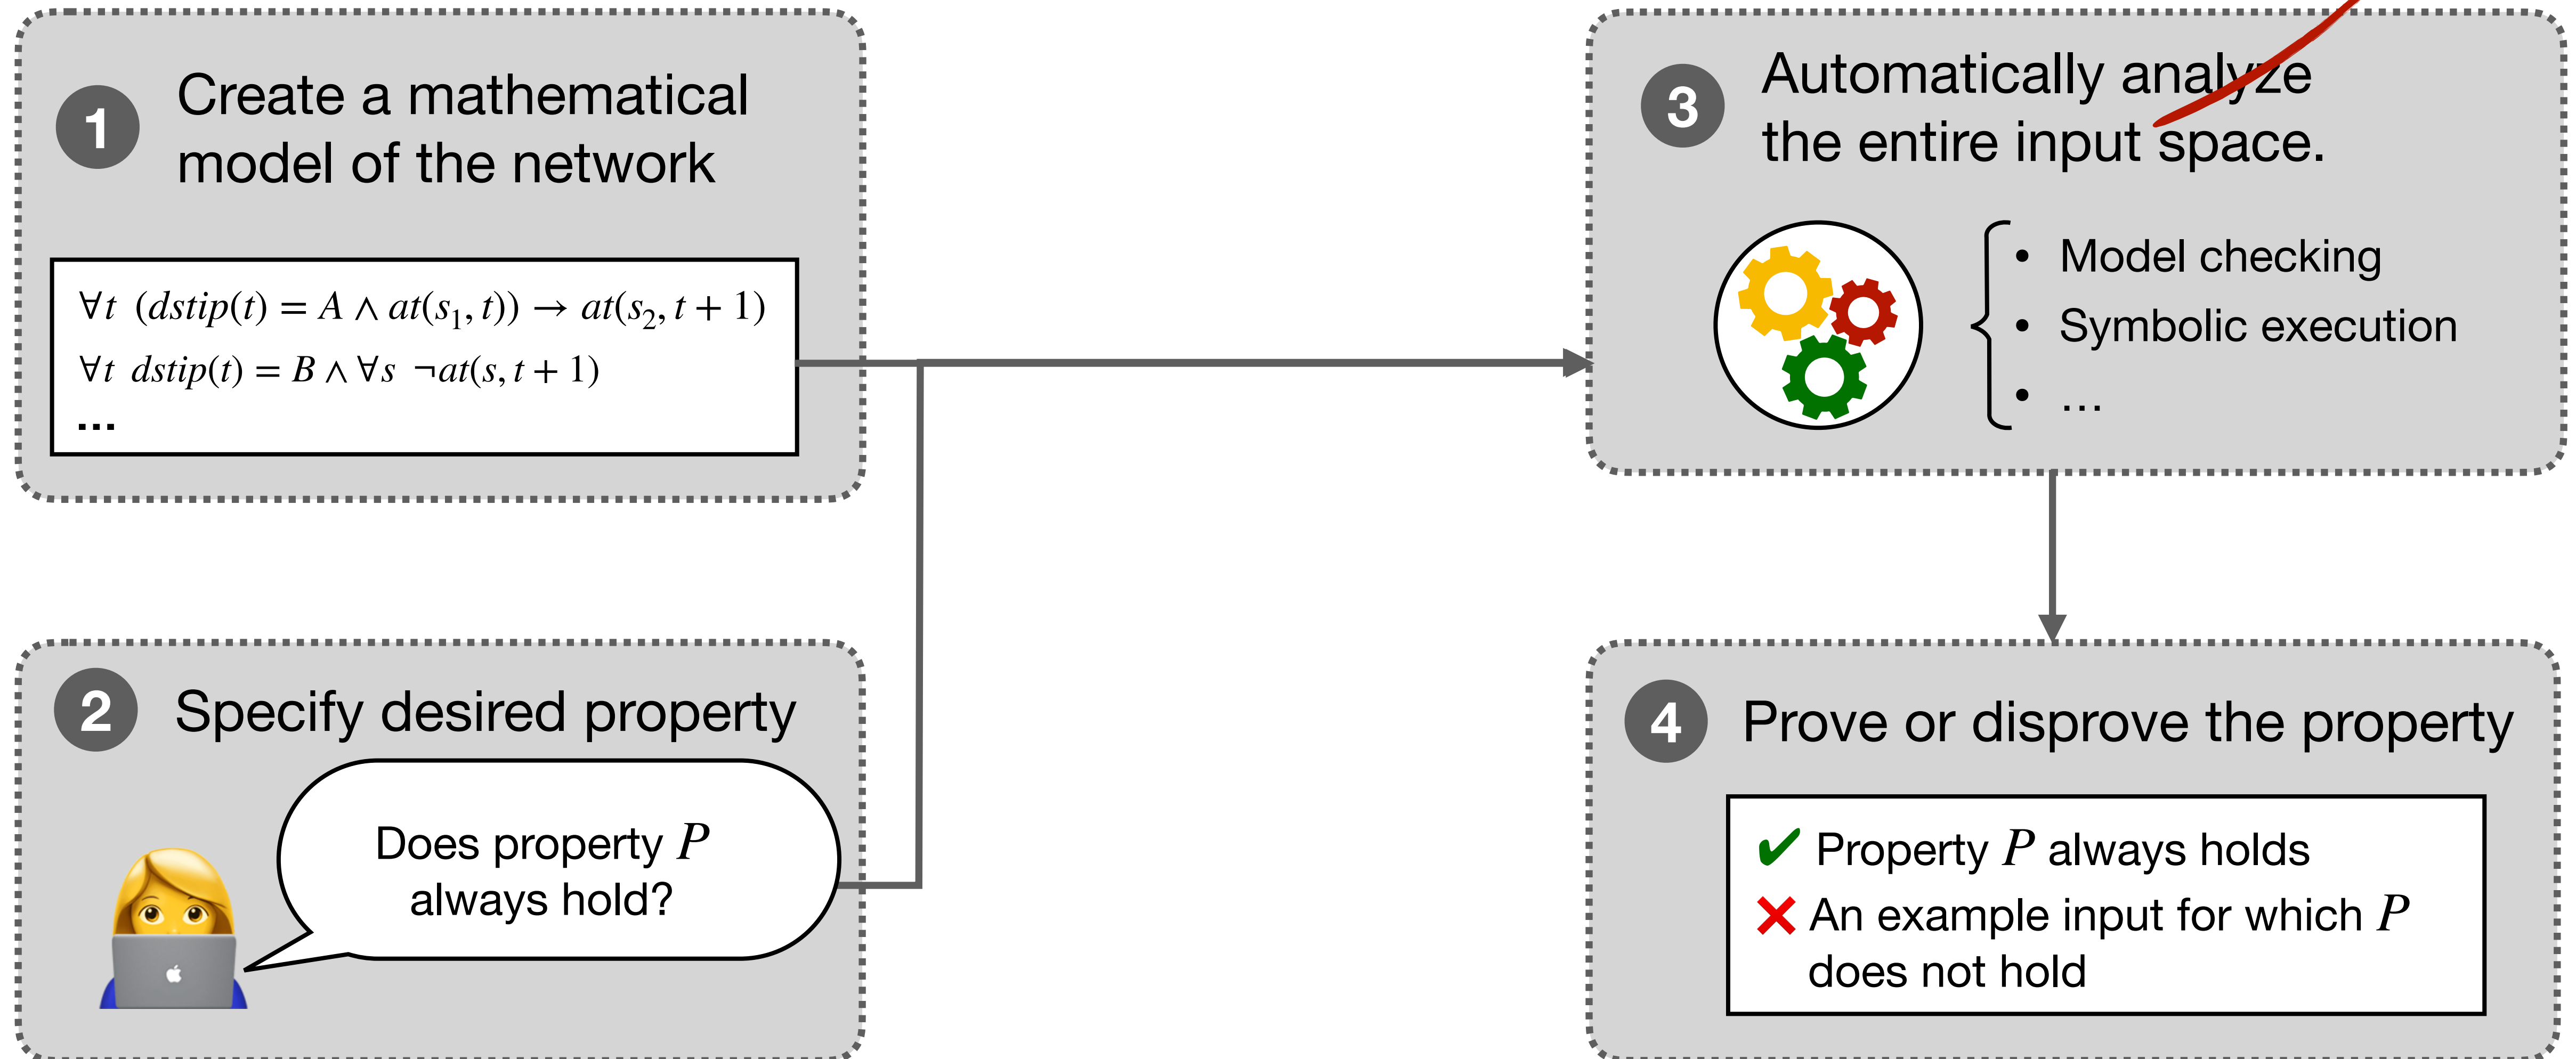 1
Create a mathematical
model of the network
∀t (dstip(t) = A ∧ at(s₁, t)) → at(s₂, t + 1)
∀t dstip(t) = B ∧ ∀s ¬at(s, t + 1)
...
2
Specify desired property
Does property P
always hold?
3
Automatically analyze
the entire input space.
• Model checking
• Symbolic execution
• ...
4
Prove or disprove the property
✔ Property P always holds
✕ An example input for which P
does not hold